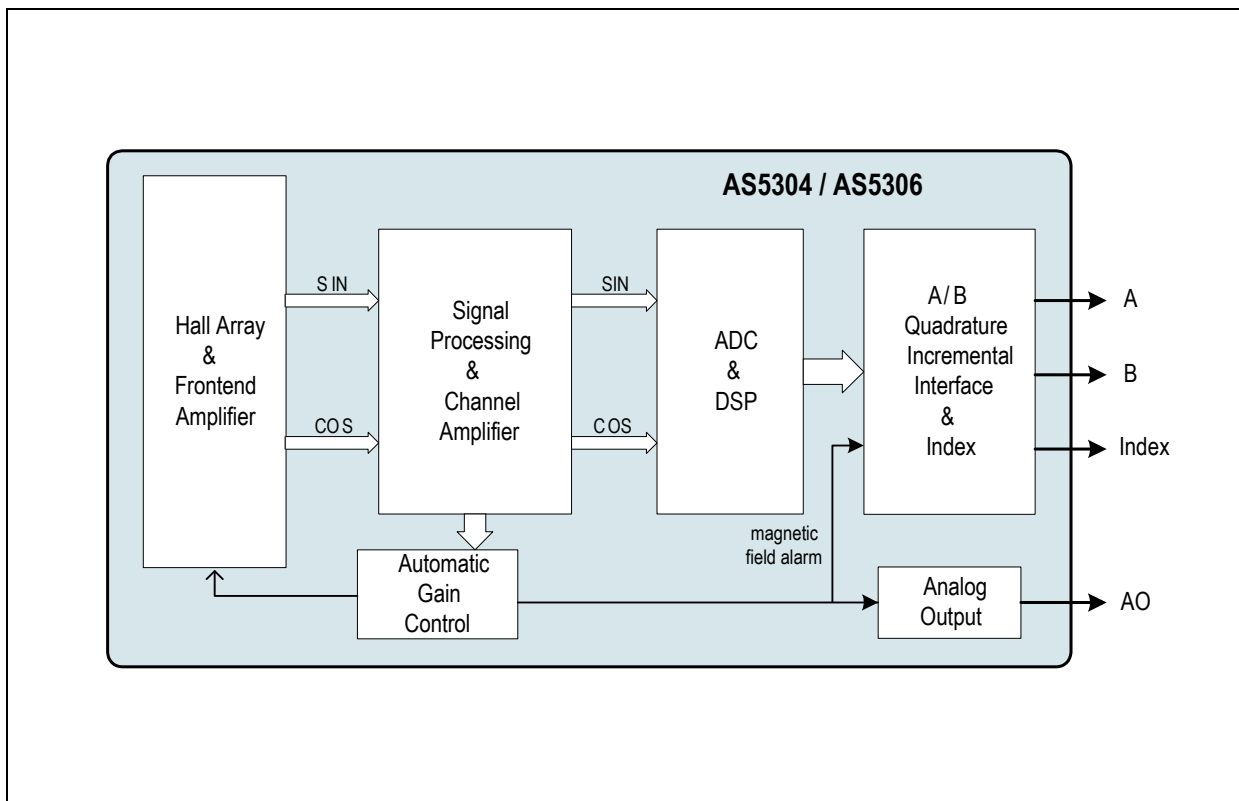 AS5304 / AS5306
Hall Array
&
Frontend
Amplifier
SIN
COS
Signal
Processing
&
Channel
Amplifier
SIN
COS
ADC
&
DSP
A/B
Quadrature
Incremental
Interface
&
Index
A
B
Index
magnetic
field alarm
Automatic
Gain
Control
Analog
Output
AO